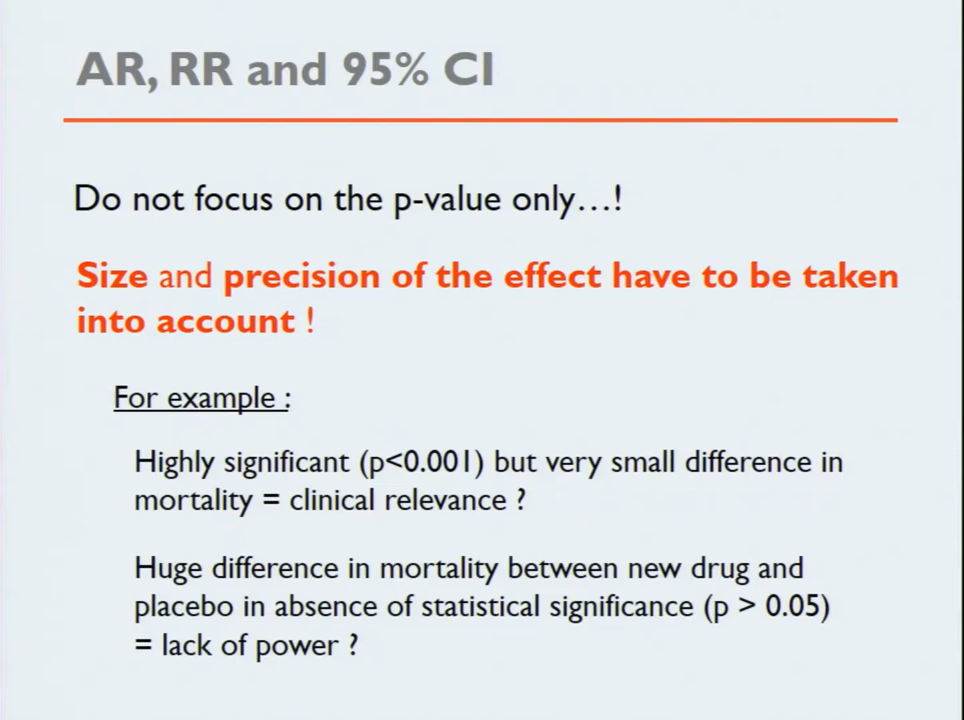 AR, RR and 95% CI
Do not focus on the p-value only...!
Size and precision of the effect have to be taken
into account !
For example :
Highly significant (p<0.001) but very small difference in
mortality = clinical relevance ?
Huge difference in mortality between new drug and
placebo in absence of statistical significance (p > 0.05)
= lack of power ?